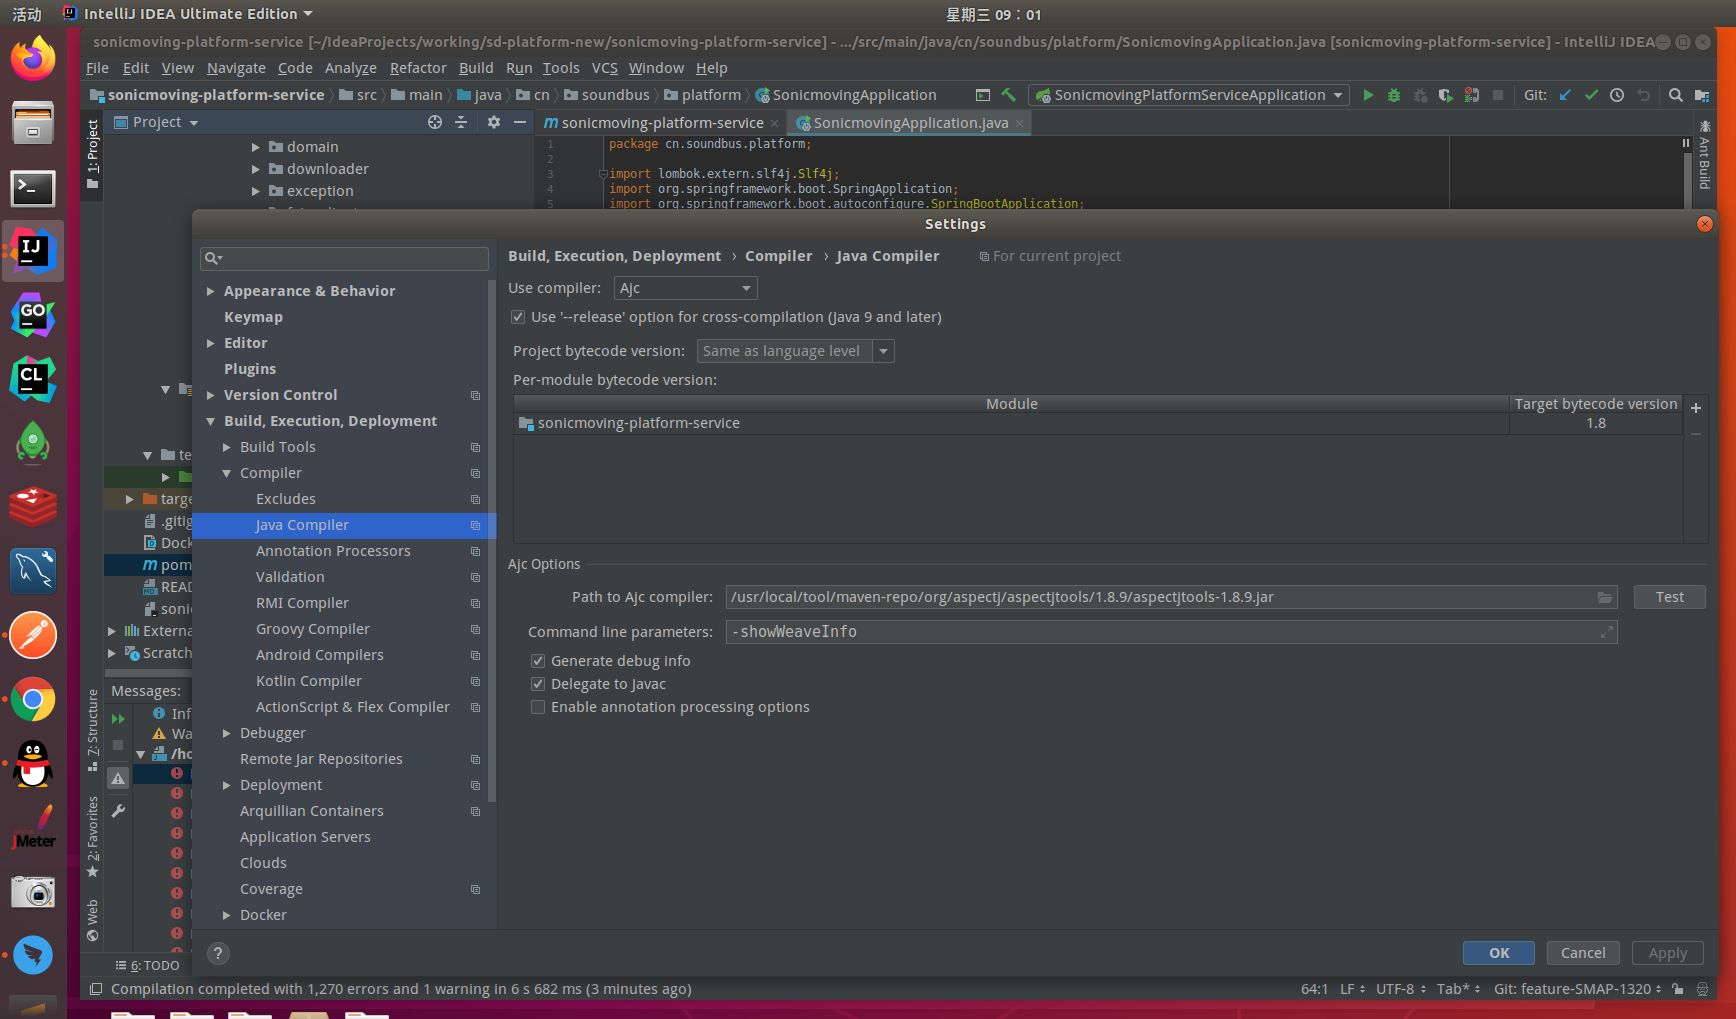 活动
IntelliJ IDEA Ultimate Edition
星期三 09：01
sonicmoving-platform-service [~/IdeaProjects/working/sd-platform-new/sonicmoving-platform-service] - .../src/main/java/cn/soundbus/platform/SonicmovingApplication.java [sonicmoving-platform-service] - IntelliJ IDEA
File Edit View Navigate Code Analyze Refactor Build Run Tools VCS Window Help
sonicmoving-platform-service src main java cn soundbus platform SonicmovingApplication
SonicmovingPlatformServiceApplication
Git:
1: Project
Project
sonicmoving-platform-service
SonicmovingApplication.java
Ant Build
domain
downloader
exception
1 package cn.soundbus.platform;
2
3 import lombok.extern.slf4j.Slf4j;
4 import org.springframework.boot.SpringApplication;
5 import org.springframework.boot.autoconfigure.SpringBootApplication;
te
targe
.gitig
Dock
pom
READ
sonic
Externa
Scratch
Messages:
Inf
Wa
/ho
7: Structure
2: Favorites
Web
6: TODO
Settings
Appearance & Behavior
Keymap
Editor
Plugins
Version Control
Build, Execution, Deployment
Build Tools
Compiler
Excludes
Java Compiler
Annotation Processors
Validation
RMI Compiler
Groovy Compiler
Android Compilers
Kotlin Compiler
ActionScript & Flex Compiler
Debugger
Remote Jar Repositories
Deployment
Arquillian Containers
Application Servers
Clouds
Coverage
Docker
Build, Execution, Deployment › Compiler › Java Compiler
For current project
Use compiler: Ajc
Use '--release' option for cross-compilation (Java 9 and later)
Project bytecode version: Same as language level
Per-module bytecode version:
Module Target bytecode version
sonicmoving-platform-service 1.8
Ajc Options
Path to Ajc compiler: /usr/local/tool/maven-repo/org/aspectj/aspectjtools/1.8.9/aspectjtools-1.8.9.jar
Test
Command line parameters: -showWeaveInfo
Generate debug info
Delegate to Javac
Enable annotation processing options
?
OK
Cancel
Apply
Compilation completed with 1,270 errors and 1 warning in 6 s 682 ms (3 minutes ago)
64:1 LF UTF-8 Tab* Git: feature-SMAP-1320
IJ
GO
CL
JMeter